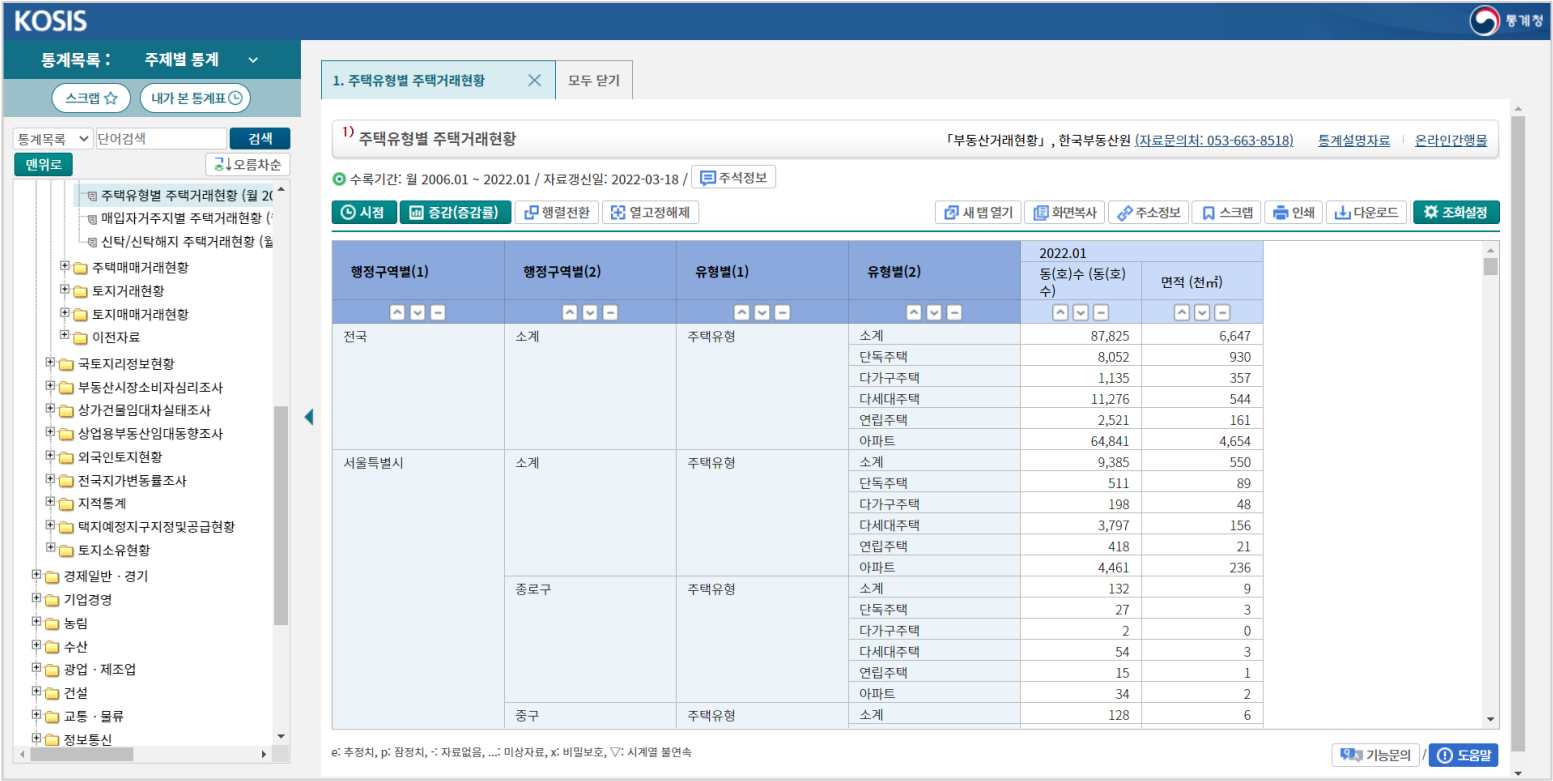 KOSIS
통계청
통계목록 : 주제별 통계
스크랩 내가 본 통계표
통계목록 단어검색 검색
맨위로 오름차순
주택유형별 주택거래현황 (월 20
매입자거주지별 주택거래현황 (
신탁/신탁해지 주택거래현황 (월
주택매매거래현황
토지거래현황
토지매매거래현황
이전자료
국토지리정보현황
부동산시장소비자심리조사
상가건물임대차실태조사
상업용부동산임대동향조사
외국인토지현황
전국지가변동률조사
지적통계
택지예정지구지정및공급현황
토지소유현황
경제일반 · 경기
기업경영
농림
수산
광업 · 제조업
건설
교통 · 물류
정보통신
1. 주택유형별 주택거래현황 모두 닫기
1) 주택유형별 주택거래현황 「부동산거래현황」, 한국부동산원 (자료문의처: 053-663-8518) 통계설명자료 온라인간행물
수록기간: 월 2006.01 ~ 2022.01 / 자료갱신일: 2022-03-18 / 주석정보
시점 증감(증감률) 행렬전환 열고정해제 새 탭 열기 화면복사 주소정보 스크랩 인쇄 다운로드 조회설정
행정구역별(1) 행정구역별(2) 유형별(1) 유형별(2) 2022.01
동(호)수 (동(호)
수) 면적 (천㎡)
전국 소계 주택유형 소계 87,825 6,647
단독주택 8,052 930
다가구주택 1,135 357
다세대주택 11,276 544
연립주택 2,521 161
아파트 64,841 4,654
서울특별시 소계 주택유형 소계 9,385 550
단독주택 511 89
다가구주택 198 48
다세대주택 3,797 156
연립주택 418 21
아파트 4,461 236
종로구 주택유형 소계 132 9
단독주택 27 3
다가구주택 2 0
다세대주택 54 3
연립주택 15 1
아파트 34 2
중구 주택유형 소계 128 6
e: 추정치, p: 잠정치, -: 자료없음, ...: 미상자료, x: 비밀보호, ▽: 시계열 불연속
기능문의 / 도움말